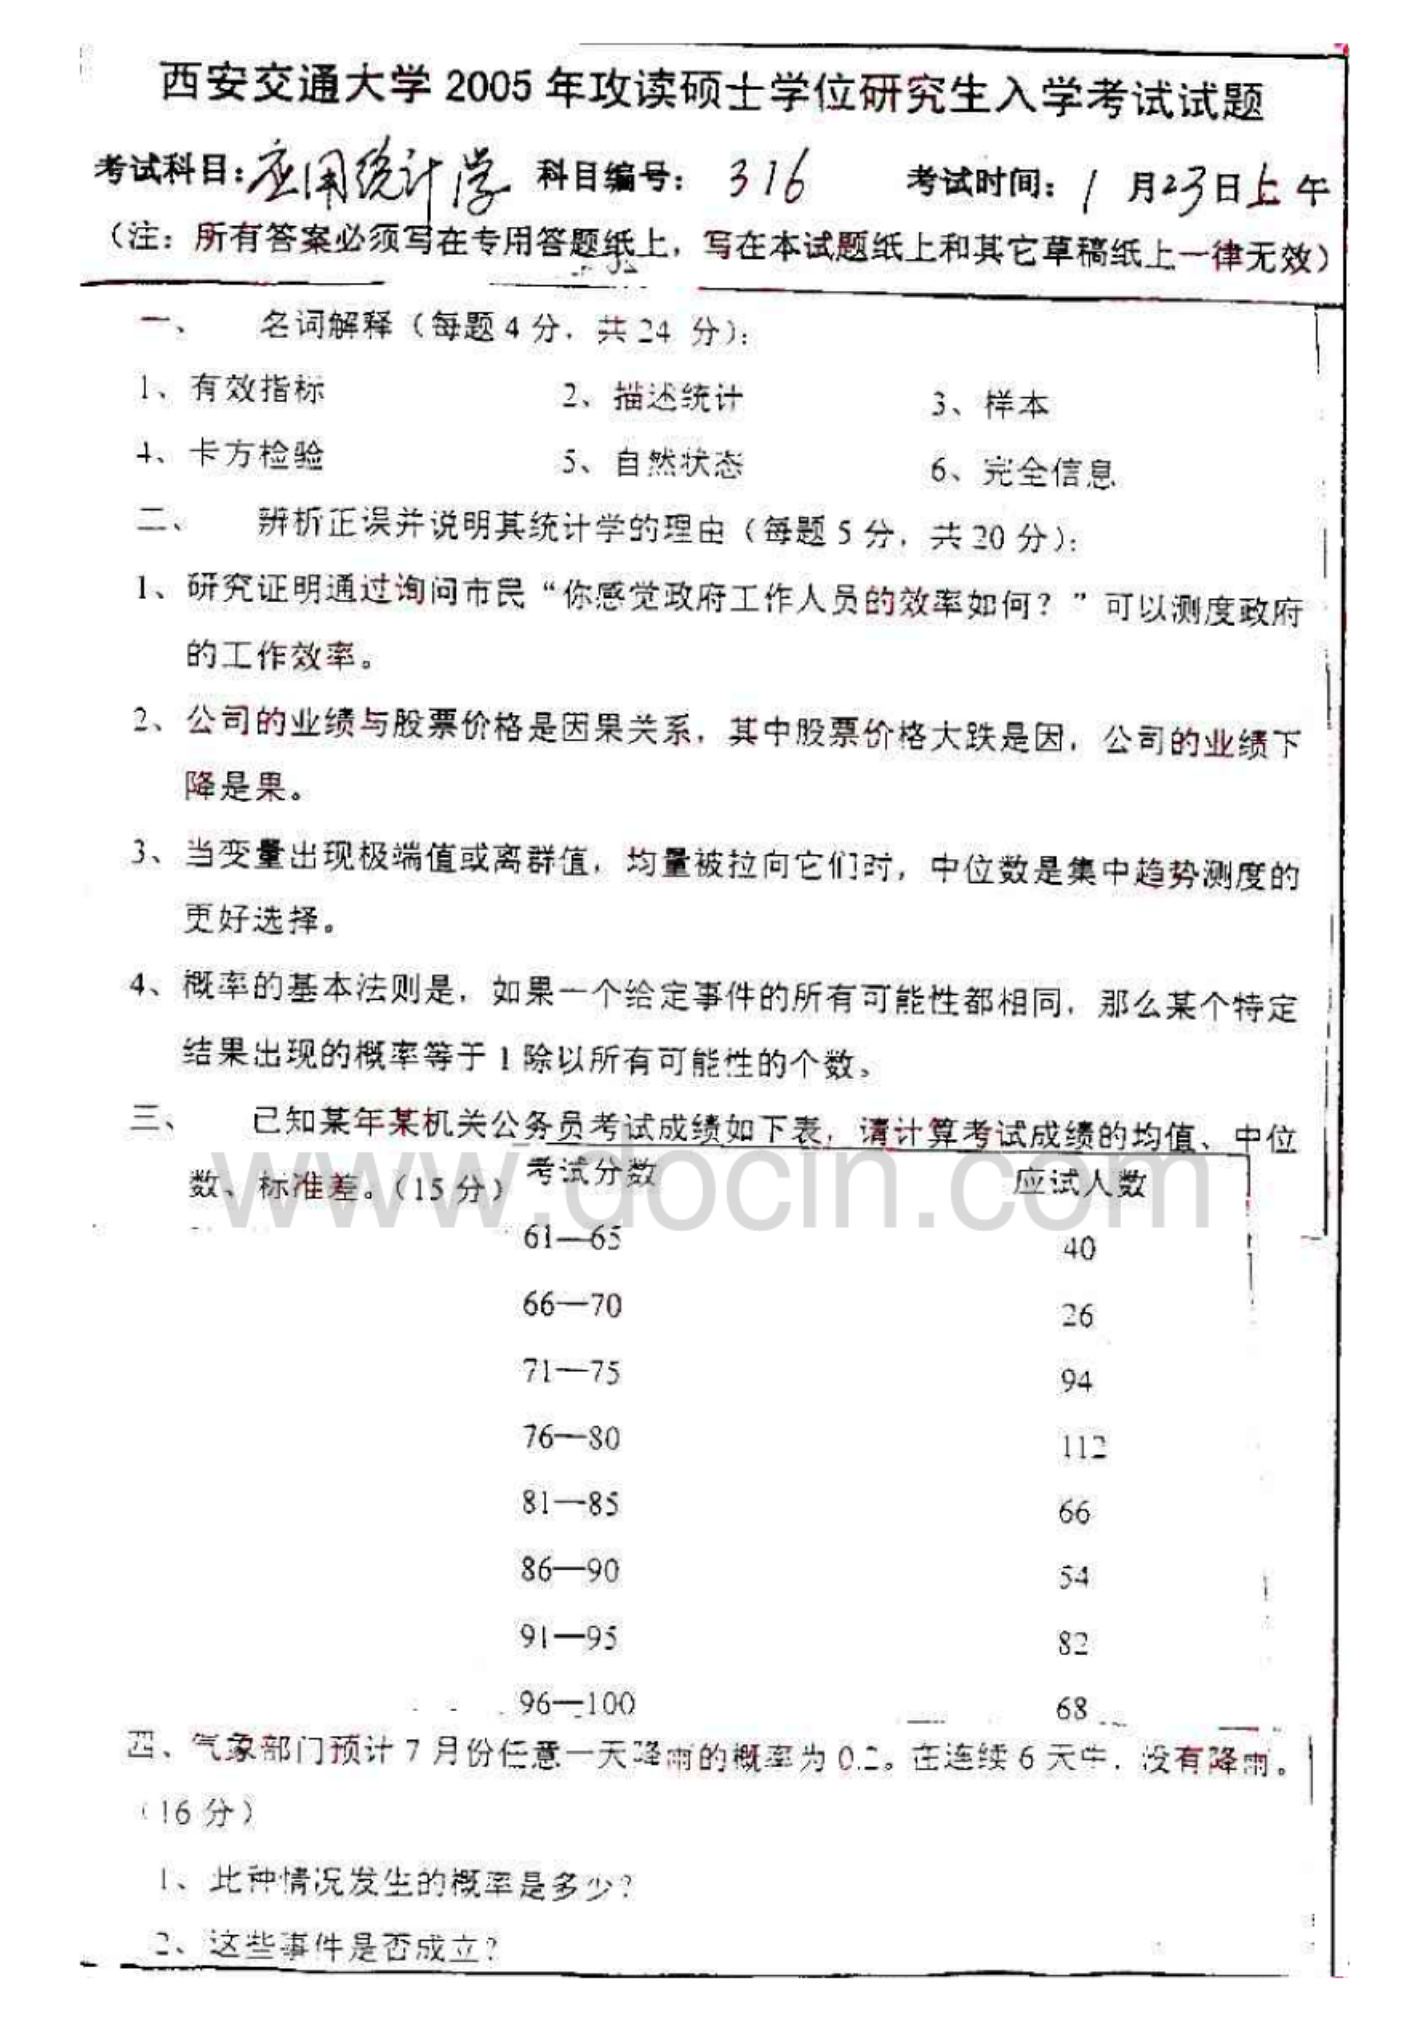 西安交通大学 2005 年攻读硕士学位研究生入学考试试题
考试科目：应用统计学 科目编号： 316 考试时间： 1 月23日上午
（注：所有答案必须写在专用答题纸上，写在本试题纸上和其它草稿纸上一律无效）
一、 名词解释（每题 4 分，共 24 分）：
1、有效指标 2、描述统计 3、样本
4、卡方检验 5、自然状态 6、完全信息
二、 辨析正误并说明其统计学的理由（每题 5 分，共 20 分）：
1、研究证明通过询问市民“你感觉政府工作人员的效率如何？”可以测度政府
的工作效率。
2、公司的业绩与股票价格是因果关系，其中股票价格大跌是因，公司的业绩下
降是果。
3、当变量出现极端值或离群值，均量被拉向它们时，中位数是集中趋势测度的
更好选择。
4、概率的基本法则是，如果一个给定事件的所有可能性都相同，那么某个特定
结果出现的概率等于 1 除以所有可能性的个数。
三、 已知某年某机关公务员考试成绩如下表，请计算考试成绩的均值、中位
数、标准差。（15 分） 考试分数 应试人数
61—65 40
66—70 26
71—75 94
76—80 112
81—85 66
86—90 54
91—95 82
96—100 68
四、气象部门预计 7 月份任意一天降雨的概率为 0.2。在连续 6 天中，没有降雨。
（16 分）
1、此种情况发生的概率是多少？
2、这些事件是否成立？
www.docin.com